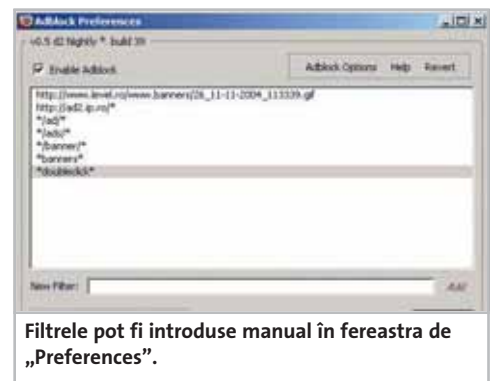 Adblock Preferences
v0.5 d2 Nightly * build 39
Enable Adblock
Adblock Options Help Revert
http://www.level.ro/www.banners/26_11-11-2004_113339.gif
http://ad2.ip.ro/*
*/ad/*
*/ads/*
*/banner/*
*banners*
*doubleclick*
New Filter:
Add
Filtrele pot fi introduse manual în fereastra de
„Preferences”.